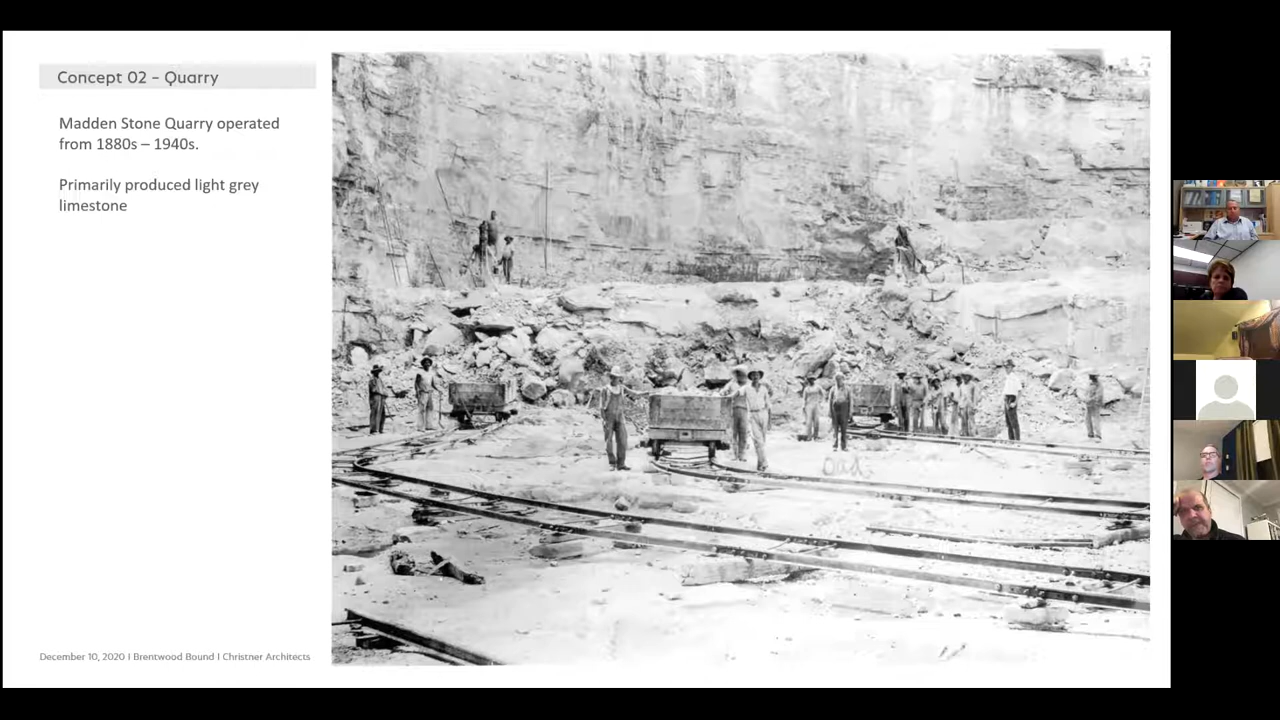 Concept 02 - Quarry
Madden Stone Quarry operated
from 1880s – 1940s.
Primarily produced light grey
limestone
Dad
December 10, 2020 I Brentwood Bound I Christner Architects